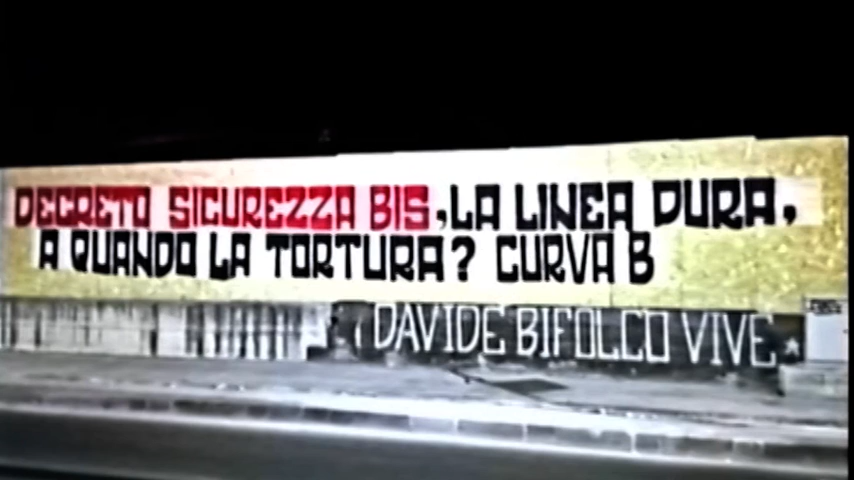 DECRETO SICUREZZA BIS, LA LINEA DURA,
A QUANDO LA TORTURA? CURVA B
DAVIDE BIFOLCO VIVE